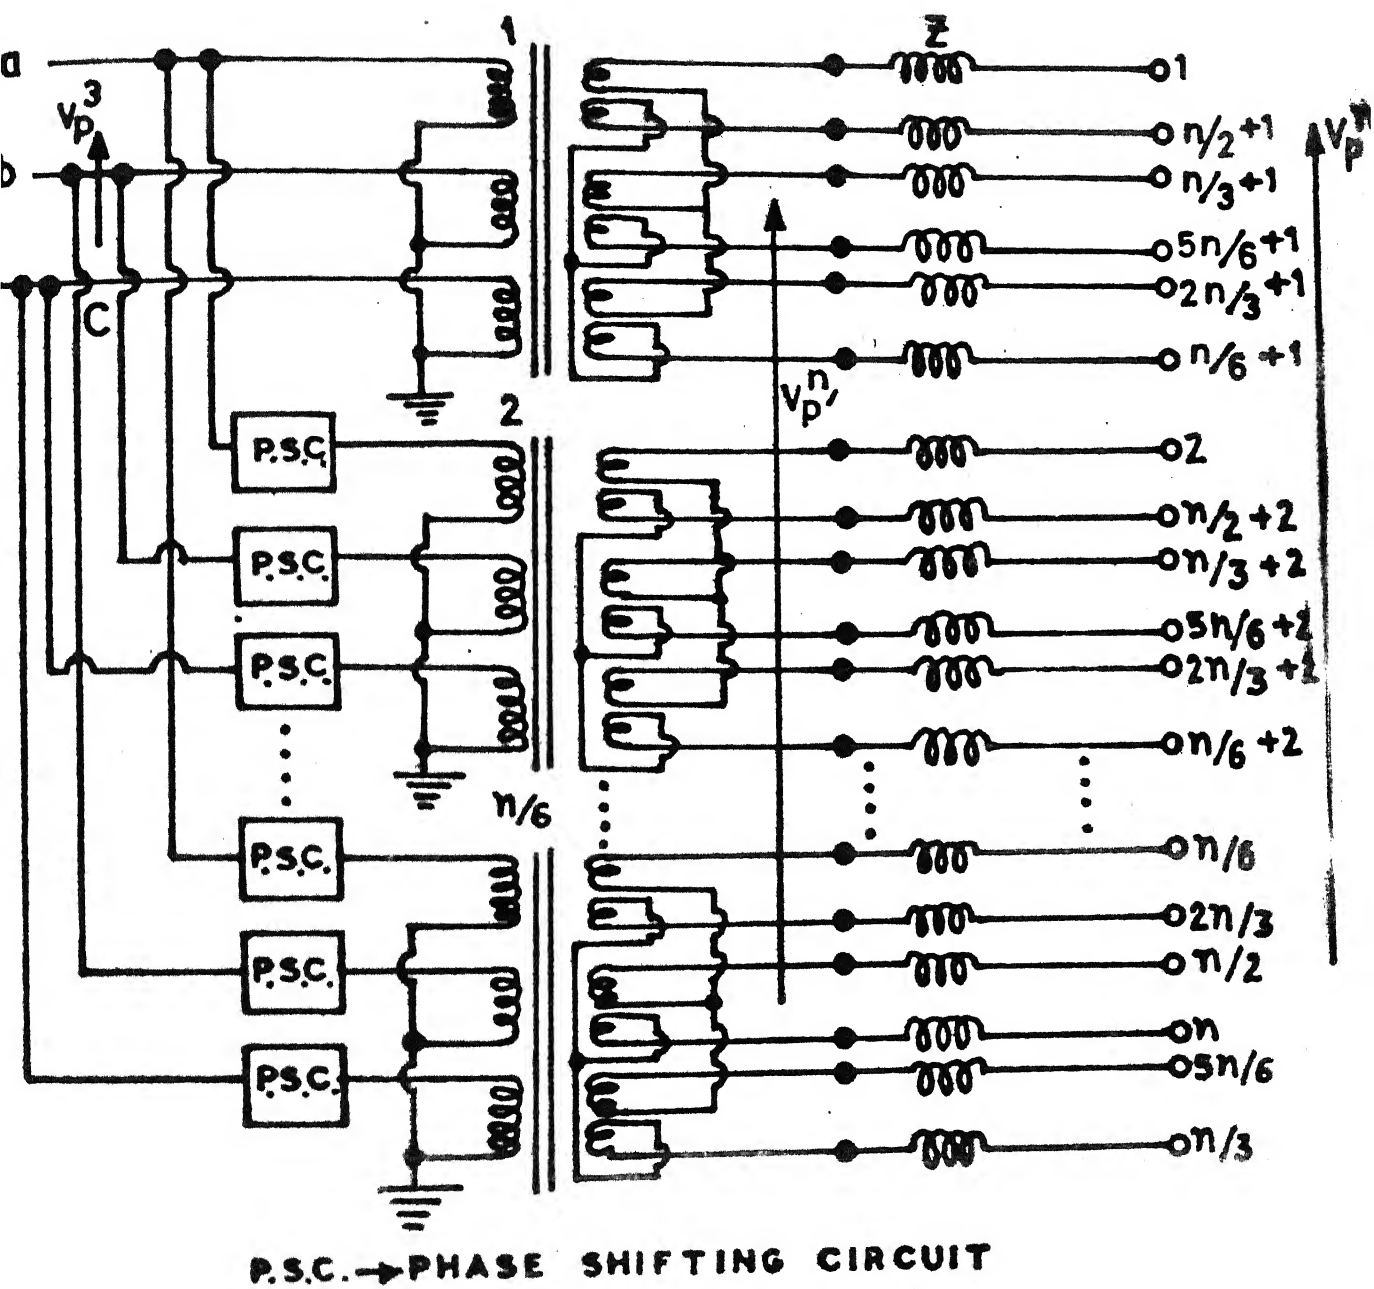 1
Z
a
1
V_p^3
n/2+1
V_p^n
b
n/3+1
5n/6+1
C
2n/3+1
n/6+1
V_p^n'
2
P.S.C.
2
n/2+2
P.S.C.
n/3+2
5n/6+2
P.S.C.
2n/3+2
n/6+2
n/6
P.S.C.
n/6
2n/3
P.S.C.
n/2
n
P.S.C.
5n/6
n/3
P.S.C. → PHASE SHIFTING CIRCUIT